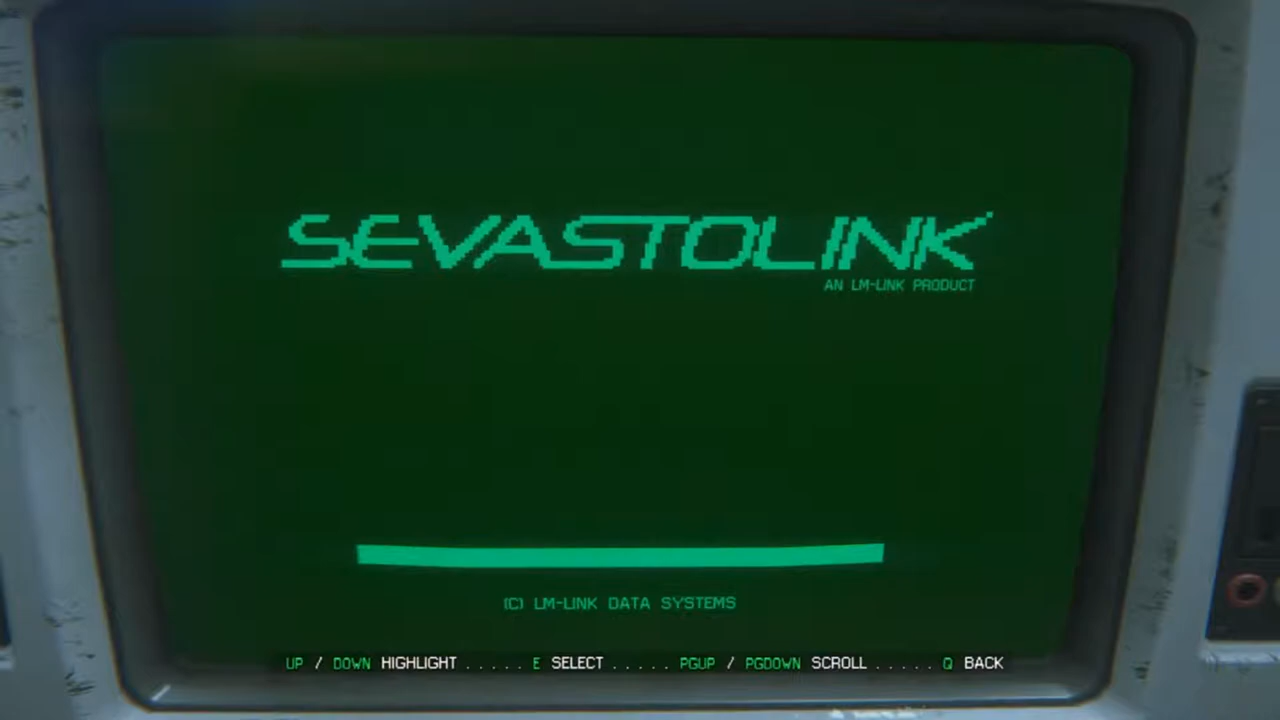 SEVASTOLINK
AN LM-LINK PRODUCT
(C) LM-LINK DATA SYSTEMS
UP / DOWN HIGHLIGHT ..... E SELECT ..... PGUP / PGDOWN SCROLL ..... Q BACK